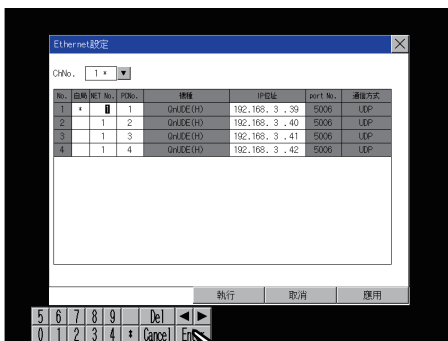 Ethernet設定
ChNo. 1 *
No. 自局 NET No. PCNo. 機種 IP位址 port No. 通信方式
1 * 1 1 QnUDE(H) 192.168. 3 .39 5006 UDP
2 1 2 QnUDE(H) 192.168. 3 .40 5006 UDP
3 1 3 QnUDE(H) 192.168. 3 .41 5006 UDP
4 1 4 QnUDE(H) 192.168. 3 .42 5006 UDP
執行 取消 應用
5 6 7 8 9 Del
0 1 2 3 4 * Cancel